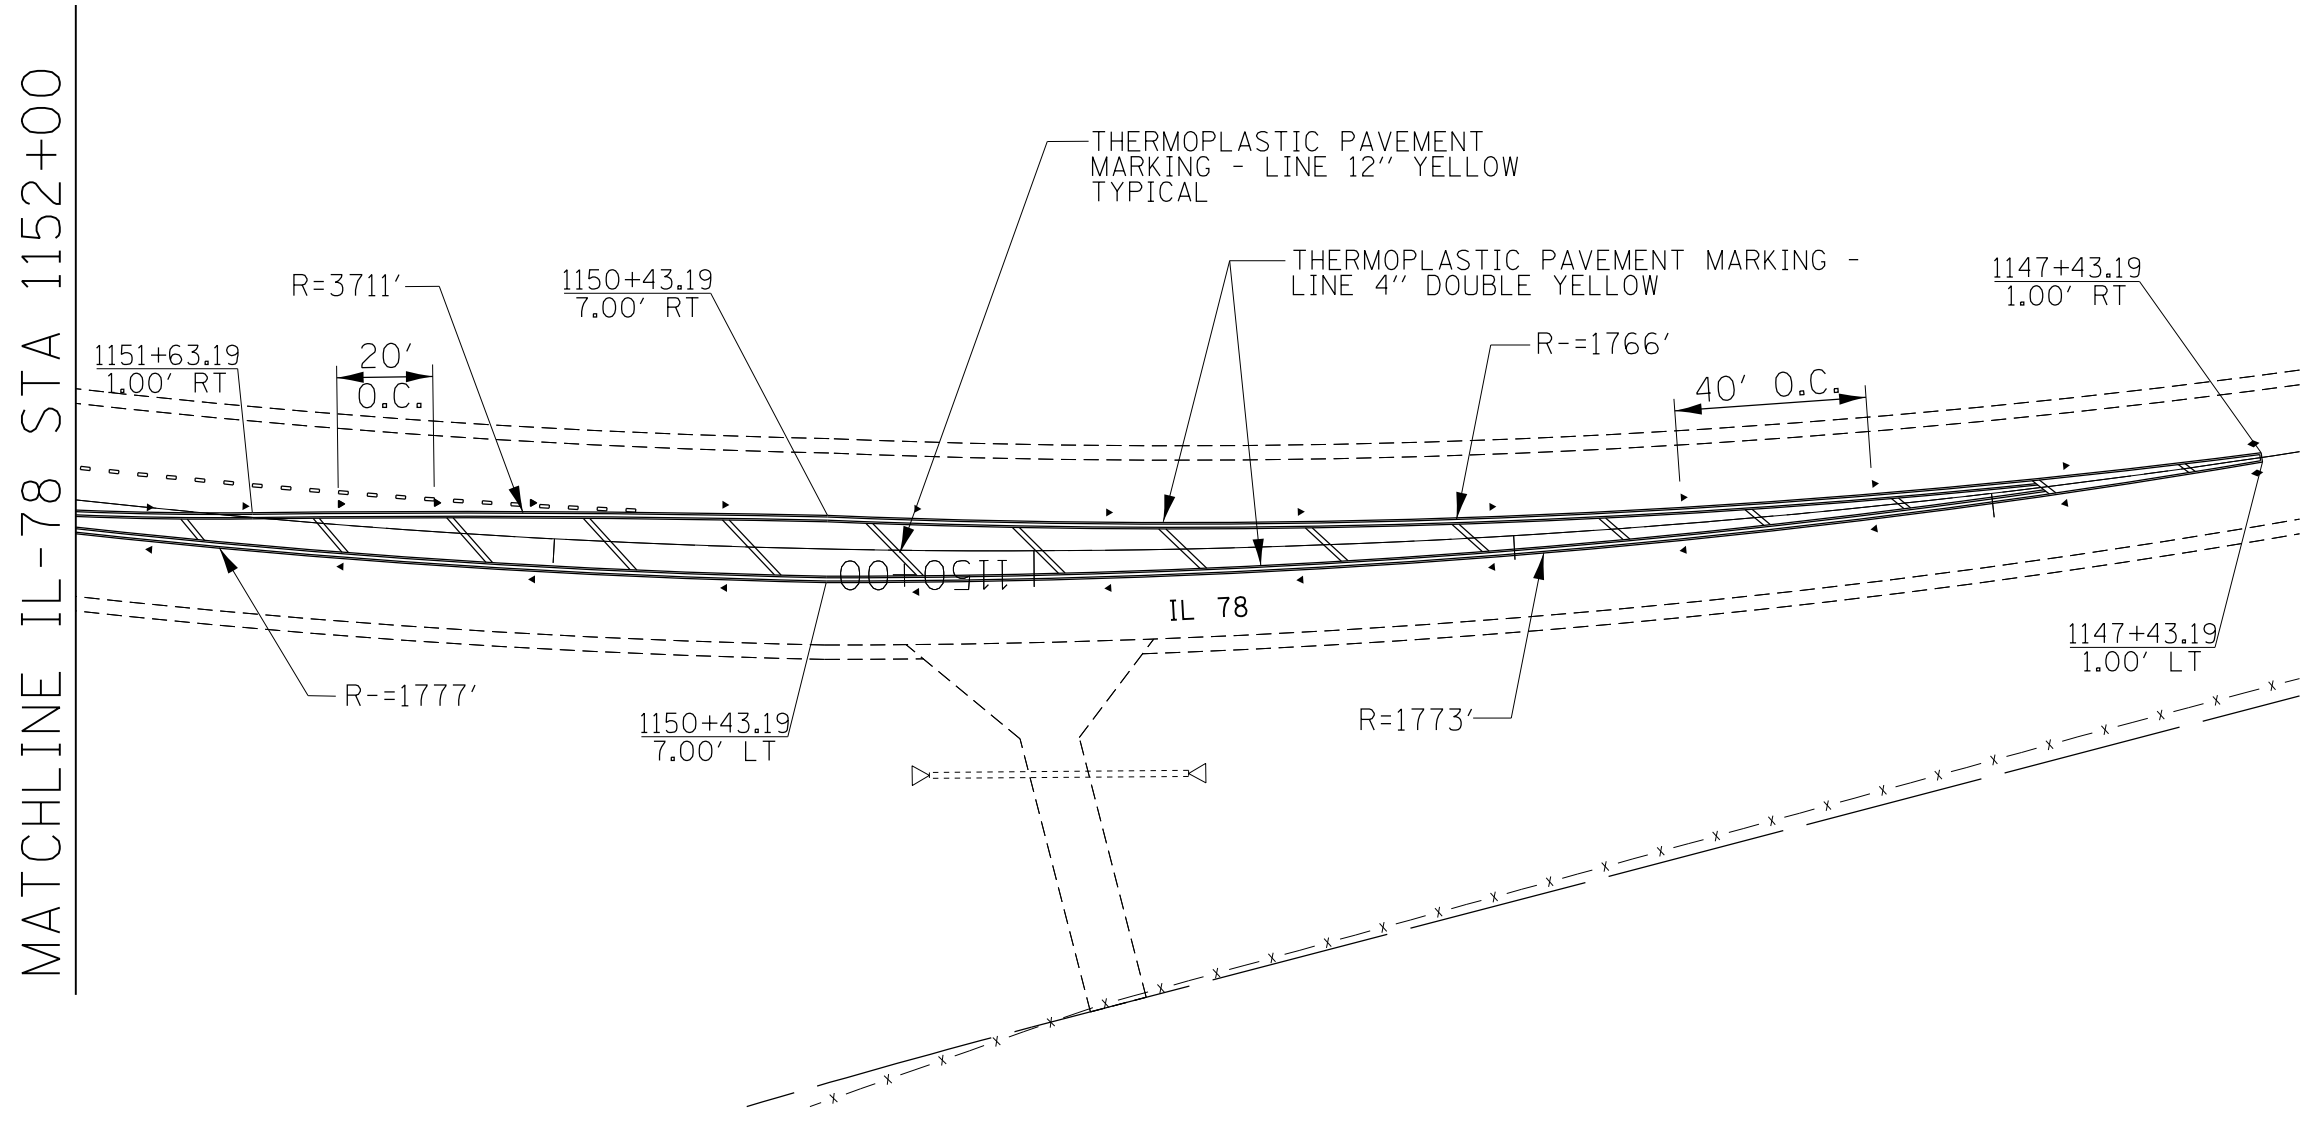 MATCHLINE IL-78 STA 1152+00
THERMOPLASTIC PAVEMENT
MARKING - LINE 12" YELLOW
TYPICAL
THERMOPLASTIC PAVEMENT MARKING -
LINE 4" DOUBLE YELLOW
1147+43.19
1.00' RT
R=3711'
1150+43.19
7.00' RT
R-=1766'
1151+63.19
1.00' RT
20'
O.C.
40' O.C.
1150+00
IL 78
1147+43.19
1.00' LT
R-=1777'
1150+43.19
7.00' LT
R=1773'